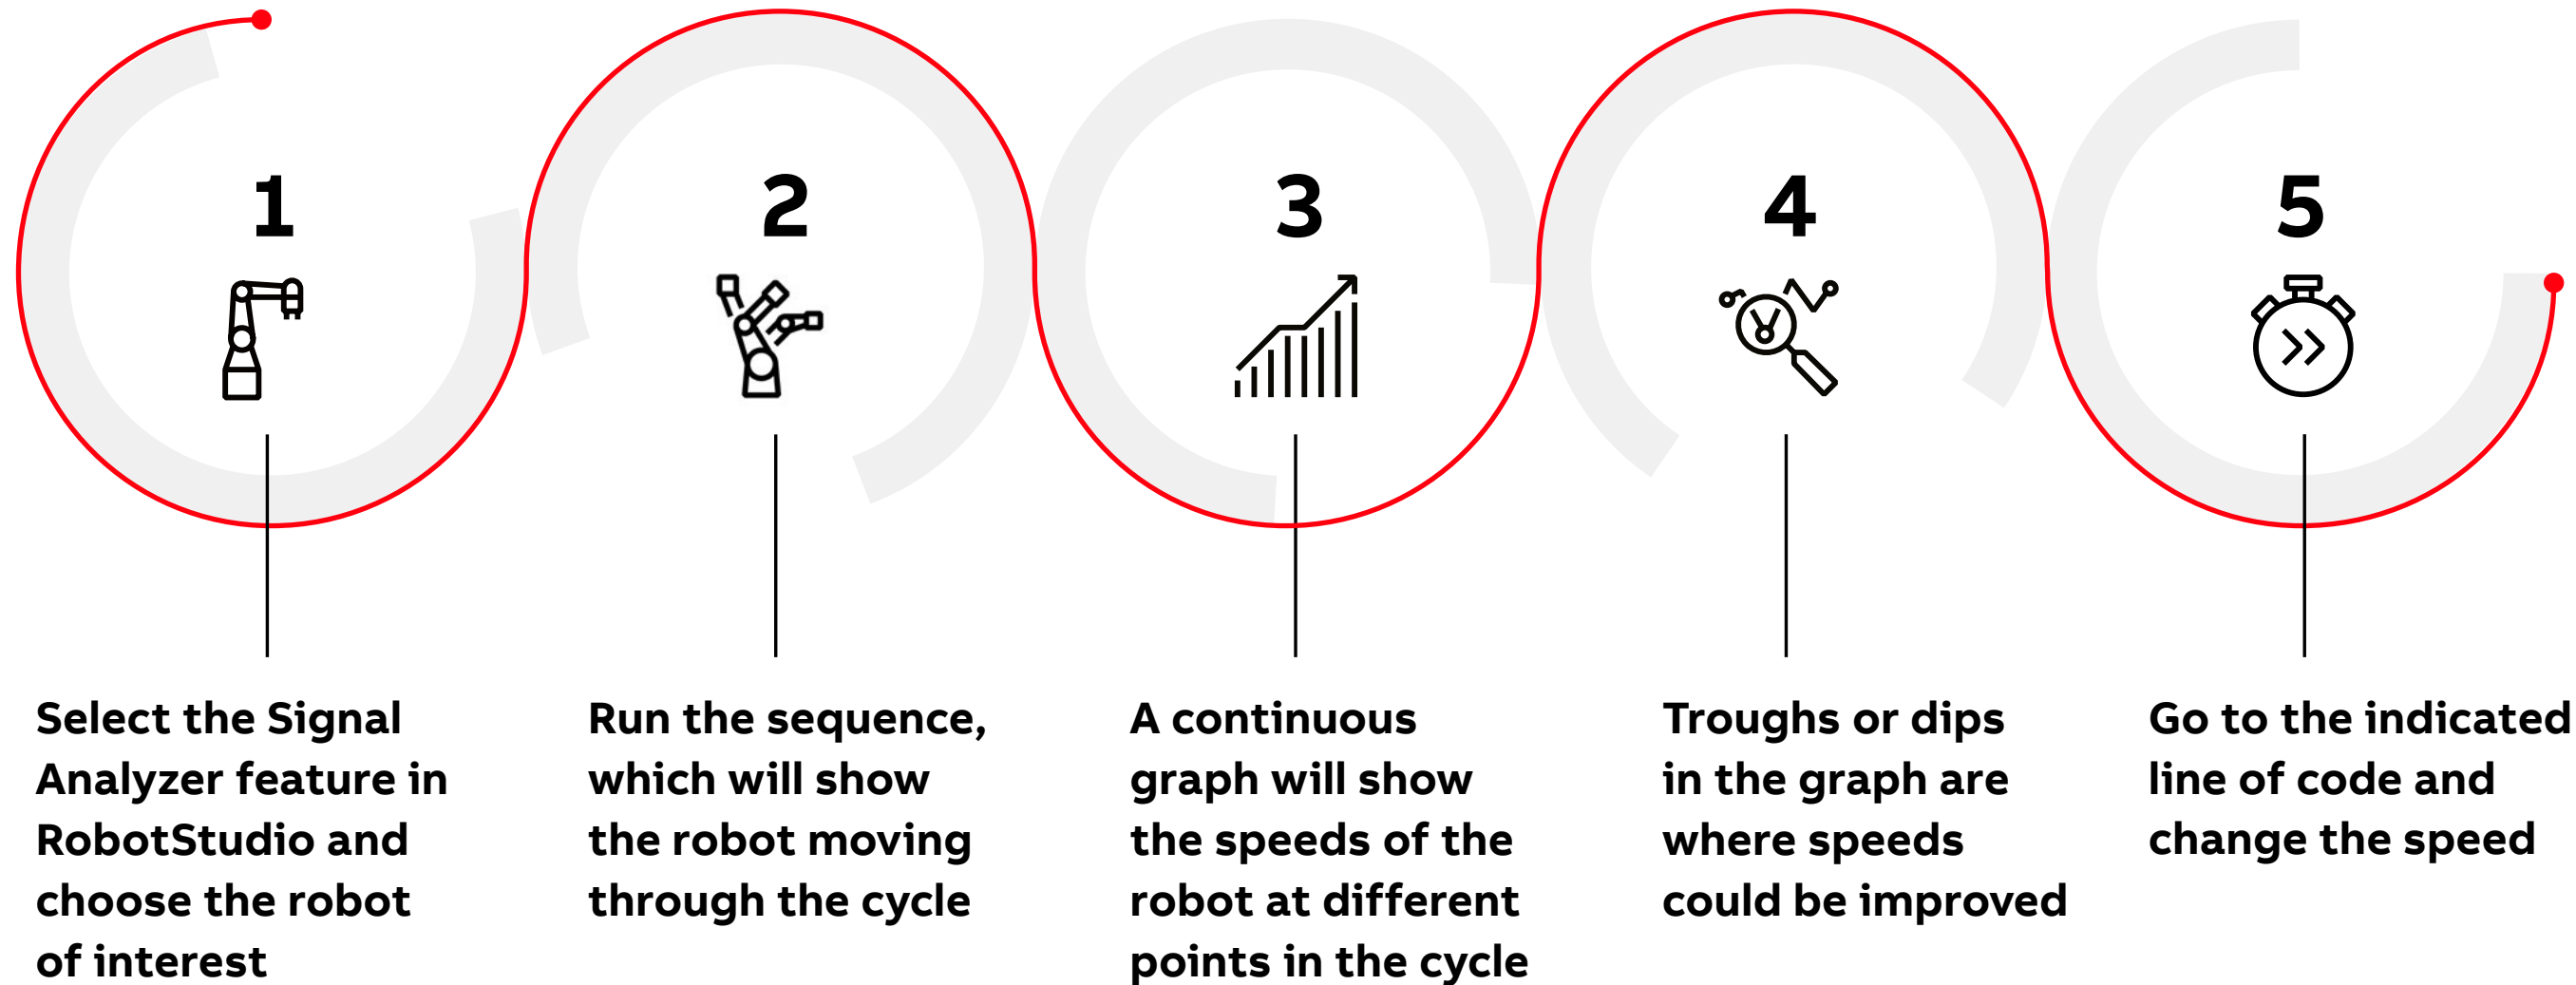 1
Select the Signal
Analyzer feature in
RobotStudio and
choose the robot
of interest
2
Run the sequence,
which will show
the robot moving
through the cycle
3
A continuous
graph will show
the speeds of the
robot at different
points in the cycle
4
Troughs or dips
in the graph are
where speeds
could be improved
5
Go to the indicated
line of code and
change the speed